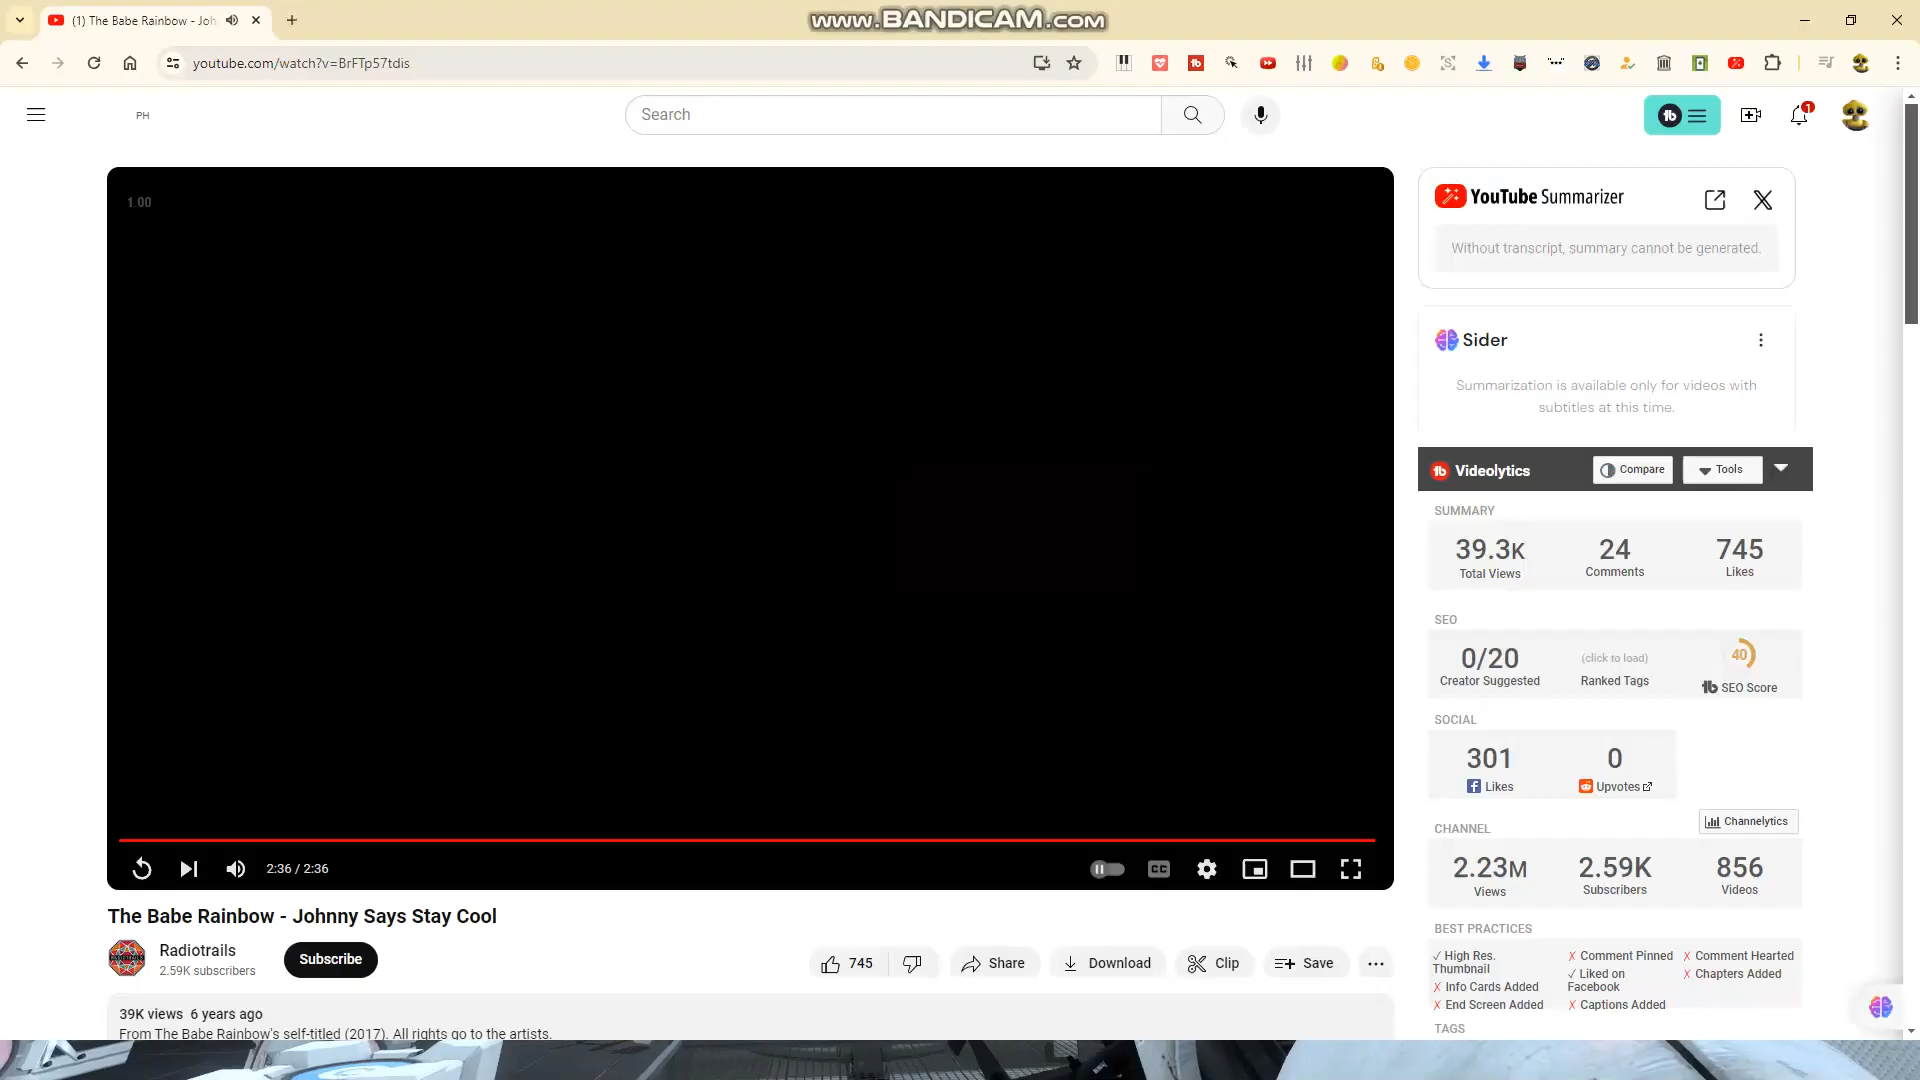 (1) The Babe Rainbow - Joh
www.BANDICAM.com
youtube.com/watch?v=BrFTp57tdis
PH
Search
1
1.00
YouTube Summarizer
Without transcript, summary cannot be generated.
Sider
Summarization is available only for videos with
subtitles at this time.
Videolytics
Compare
Tools
SUMMARY
39.3K
24
745
Total Views
Comments
Likes
SEO
0/20
(click to load)
40
Creator Suggested
Ranked Tags
SEO Score
SOCIAL
301
0
Likes
Upvotes
CHANNEL
Channelytics
2.23M
2.59K
856
Views
Subscribers
Videos
BEST PRACTICES
✓ High Res.
Thumbnail
✗ Info Cards Added
✗ End Screen Added
✗ Comment Pinned
✓ Liked on
Facebook
✗ Captions Added
✗ Comment Hearted
✗ Chapters Added
TAGS
2:36 / 2:36
CC
The Babe Rainbow - Johnny Says Stay Cool
Radiotrails
2.59K subscribers
Subscribe
745
Share
Download
Clip
Save
39K views 6 years ago
From The Babe Rainbow's self-titled (2017). All rights go to the artists.